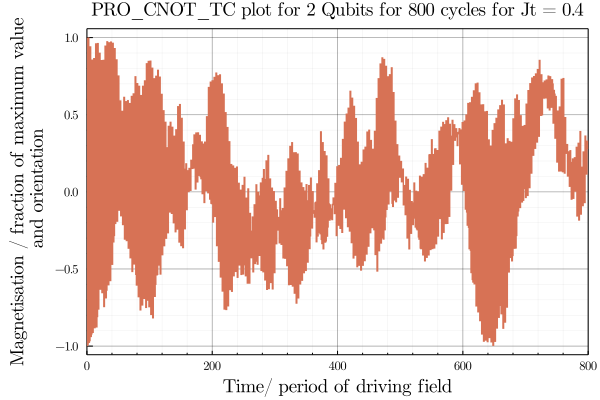 PRO_CNOT_TC plot for 2 Qubits for 800 cycles for Jt = 0.4
Magnetisation / fraction of maximum value
and orientation
1.0
0.5
0.0
−0.5
−1.0
0 200 400 600 800
Time/ period of driving field